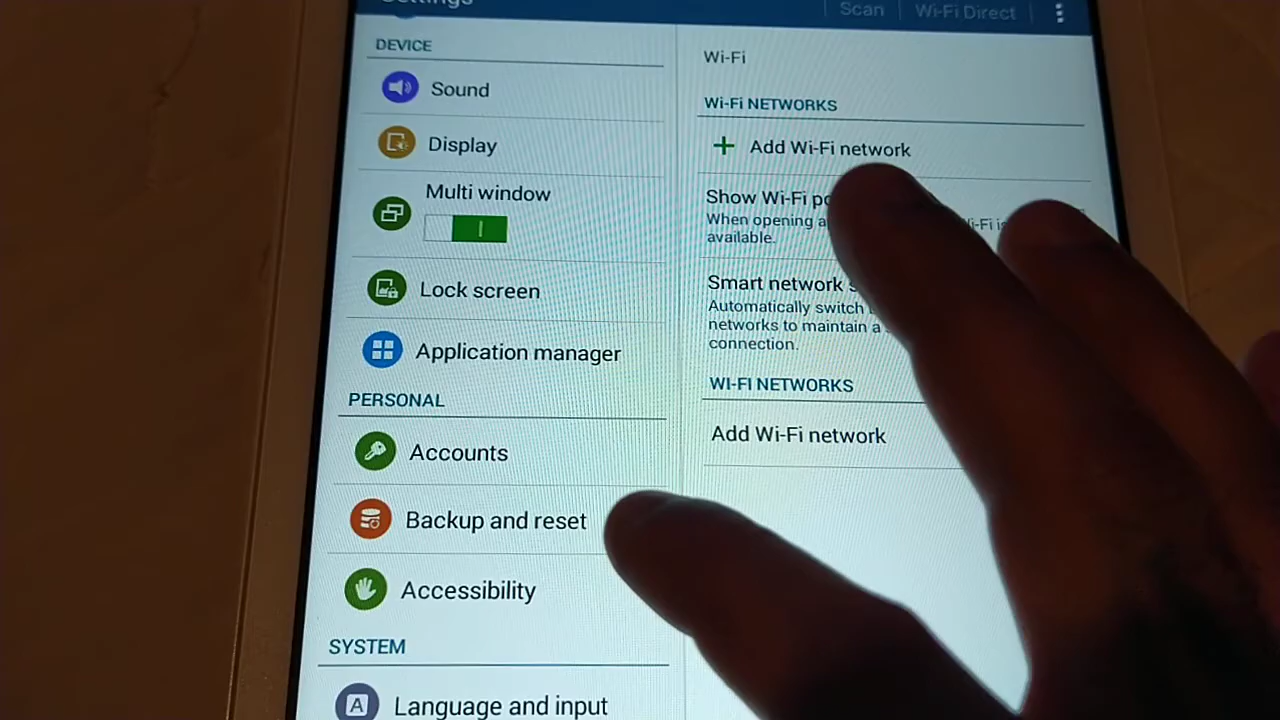 Settings
Scan
Wi-Fi Direct
DEVICE
Sound
Display
Multi window
Lock screen
Application manager
PERSONAL
Accounts
Backup and reset
Accessibility
SYSTEM
A
Language and input
Wi-Fi
Wi-Fi NETWORKS
Add Wi-Fi network
Show Wi-Fi
When opening
available.
Smart network
Automatically switch
networks to maintain a
connection.
WI-FI NETWORKS
Add Wi-Fi network